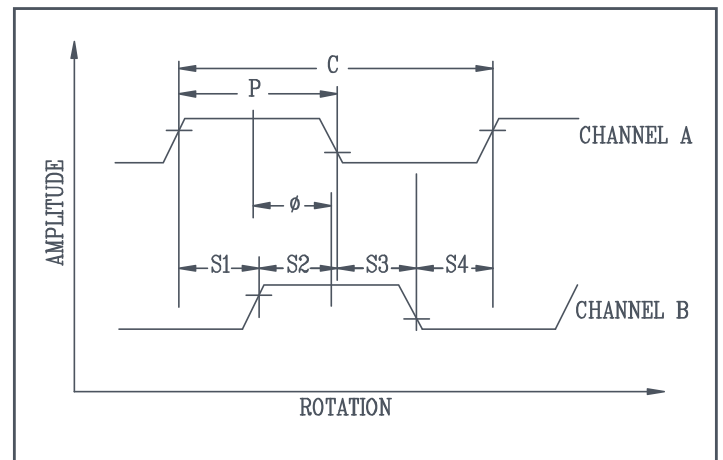 C
P
CHANNEL A
AMPLITUDE
ø
S1 S2 S3 S4
CHANNEL B
ROTATION